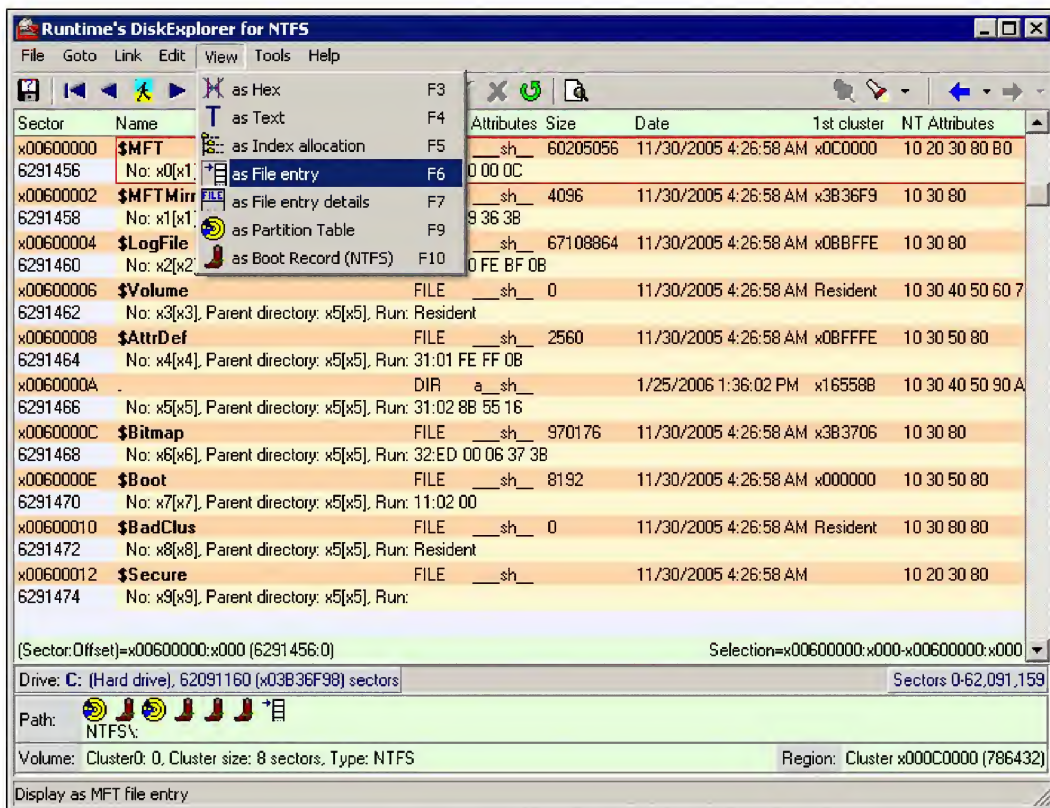 Runtime's DiskExplorer for NTFS
File Goto Link Edit View Tools Help
as Hex F3
as Text F4
as Index allocation F5
as File entry F6
as File entry details F7
as Partition Table F9
as Boot Record (NTFS) F10
Sector Name Attributes Size Date 1st cluster NT Attributes
x00600000 $MFT __sh__ 60205056 11/30/2005 4:26:58 AM x0C0000 10 20 30 80 B0
6291456 No: x0[x1] 0 00 0C
x00600002 $MFTMirr __sh__ 4096 11/30/2005 4:26:58 AM x3B36F9 10 30 80
6291458 No: x1[x1] 9 36 3B
x00600004 $LogFile __sh__ 67108864 11/30/2005 4:26:58 AM x0BBFFE 10 30 80
6291460 No: x2[x2] 0 FE BF 0B
x00600006 $Volume FILE ___sh__ 0 11/30/2005 4:26:58 AM Resident 10 30 40 50 60 7
6291462 No: x3[x3], Parent directory: x5[x5], Run: Resident
x00600008 $AttrDef FILE ___sh__ 2560 11/30/2005 4:26:58 AM x0BFFFE 10 30 50 80
6291464 No: x4[x4], Parent directory: x5[x5], Run: 31:01 FE FF 0B
x0060000A . DIR a__sh__ 1/25/2006 1:36:02 PM x16558B 10 30 40 50 90 A
6291466 No: x5[x5], Parent directory: x5[x5], Run: 31:02 8B 55 16
x0060000C $Bitmap FILE ___sh__ 970176 11/30/2005 4:26:58 AM x3B3706 10 30 80
6291468 No: x6[x6], Parent directory: x5[x5], Run: 32:ED 00 06 37 3B
x0060000E $Boot FILE ___sh__ 8192 11/30/2005 4:26:58 AM x000000 10 30 50 80
6291470 No: x7[x7], Parent directory: x5[x5], Run: 11:02 00
x00600010 $BadClus FILE ___sh__ 0 11/30/2005 4:26:58 AM Resident 10 30 80 80
6291472 No: x8[x8], Parent directory: x5[x5], Run: Resident
x00600012 $Secure FILE ___sh__ 11/30/2005 4:26:58 AM 10 20 30 80
6291474 No: x9[x9], Parent directory: x5[x5], Run:
(Sector:Offset)=x00600000:x000 (6291456:0) Selection=x00600000:x000-x00600000:x000
Drive: C: (Hard drive), 62091160 (x03B36F98) sectors Sectors 0-62,091,159
Path: NTFS\:
Volume: Cluster0: 0, Cluster size: 8 sectors, Type: NTFS Region: Cluster x000C0000 (786432)
Display as MFT file entry